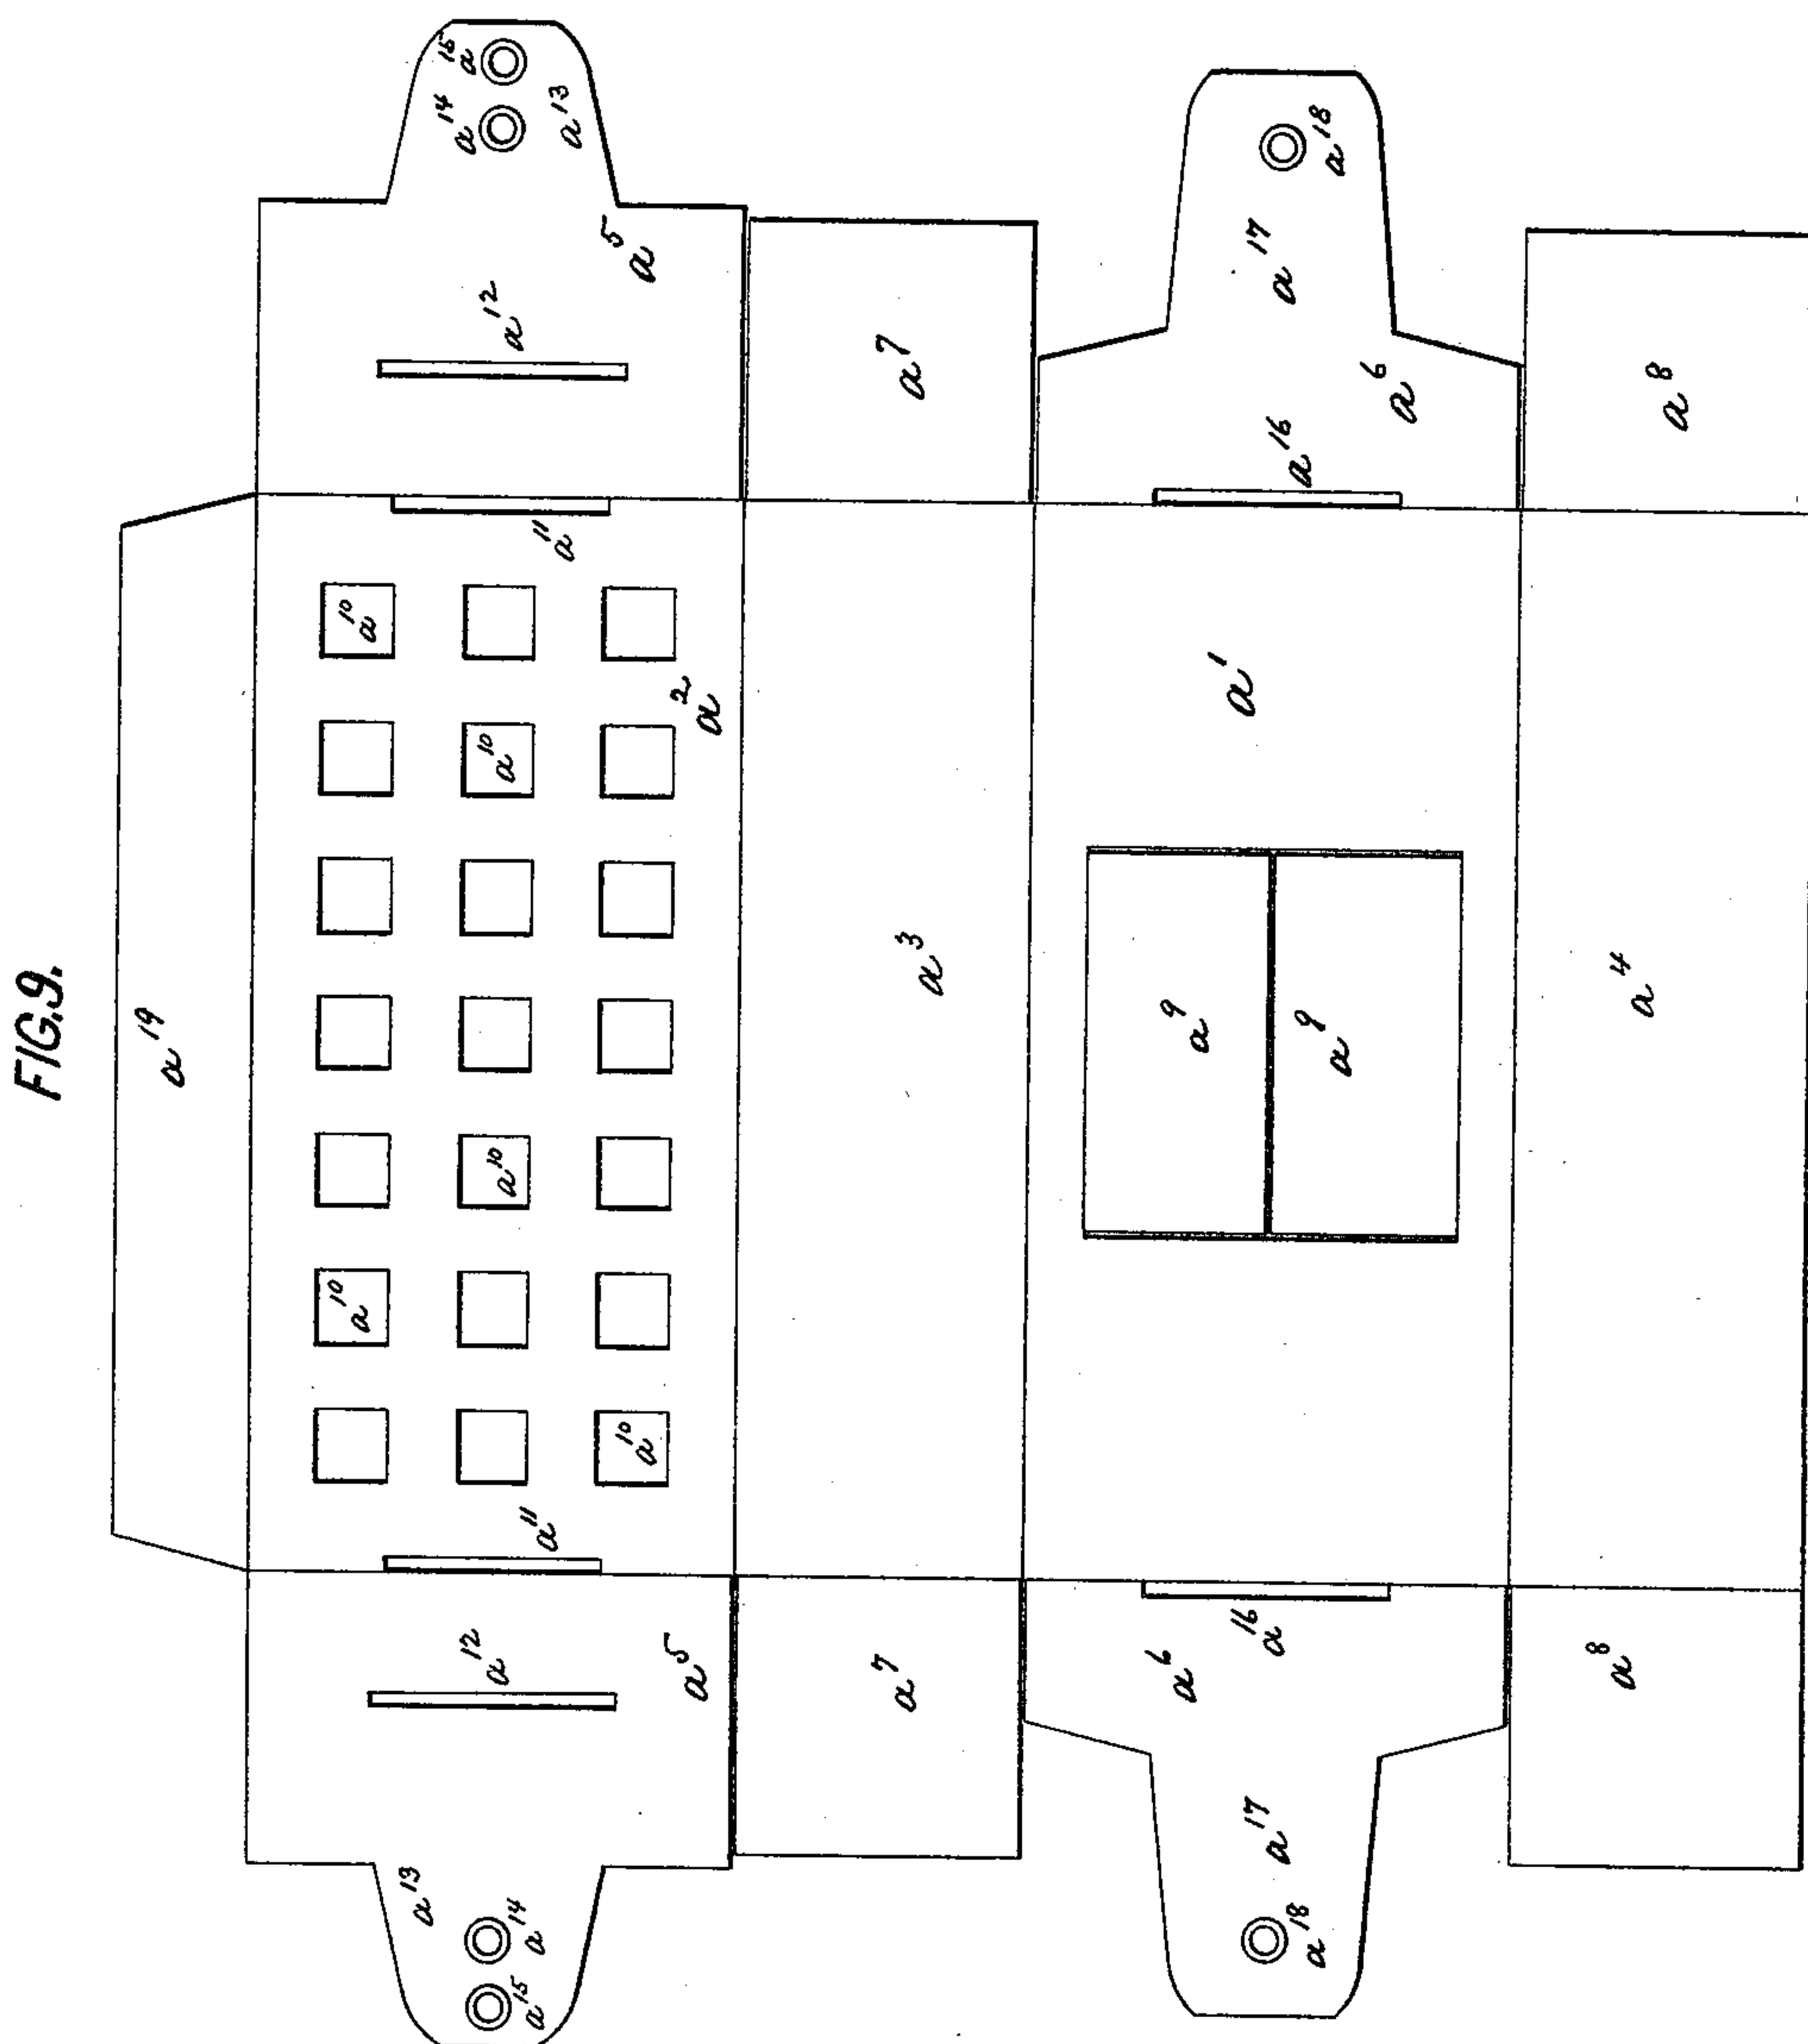 FIG.9.
a¹⁹
a¹³
a¹⁴
a¹⁵
a⁵
a¹²
a¹¹
a¹⁰
a¹⁰
a¹⁰
a¹⁰
a¹⁰
a²
a¹¹
a¹²
a⁵
a¹³
a¹⁴
a¹⁵
a⁷
a³
a⁷
a¹⁸
a¹⁷
a⁶
a¹⁶
a⁹
a⁹
a¹
a¹⁶
a⁶
a¹⁷
a¹⁸
a⁸
a⁴
a⁸